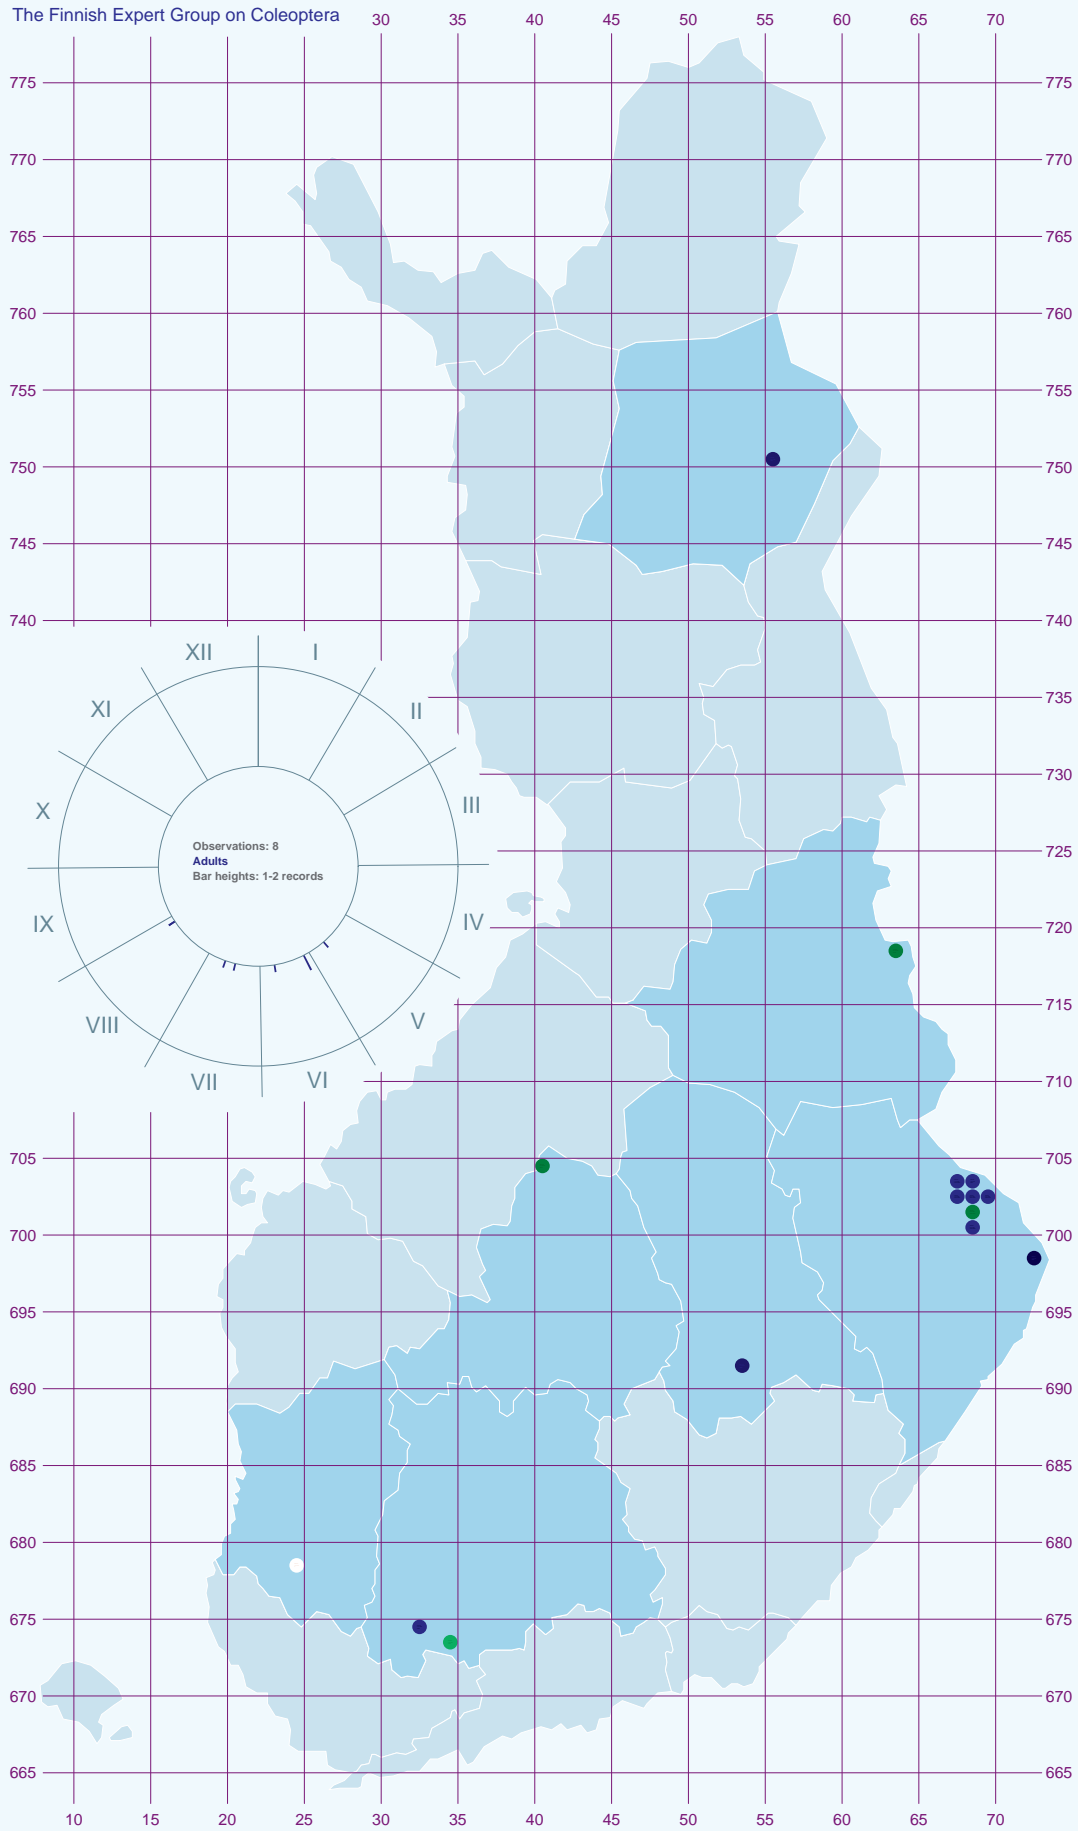 The Finnish Expert Group on Coleoptera
30 35 40 45 50 55 60 65 70
775 775
770 770
765 765
760 760
755 755
750 750
745 745
740 740
XII I
XI II
735
730
X III
725
Observations: 8
Adults
Bar heights: 1-2 records
IX IV
720
VIII V
715
VII VI
710
705 705
700 700
695 695
690 690
685 685
680 680
675 675
670 670
665 665
10 15 20 25 30 35 40 45 50 55 60 65 70